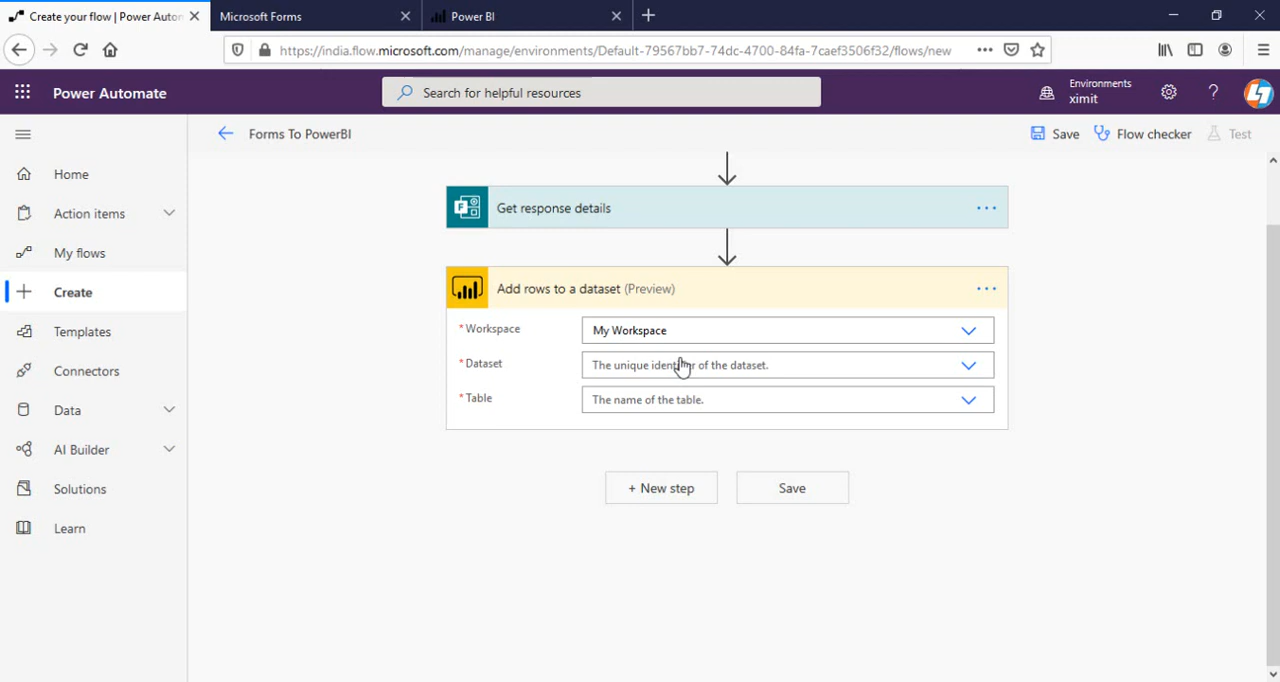 Create your flow | Power Autom
Microsoft Forms
Power BI
https://india.flow.microsoft.com/manage/environments/Default-79567bb7-74dc-4700-84fa-7caef3506f32/flows/new
Power Automate
Search for helpful resources
Environments
ximit
Forms To PowerBI
Save
Flow checker
Test
Home
Action items
My flows
Create
Templates
Connectors
Data
AI Builder
Solutions
Learn
Get response details
Add rows to a dataset (Preview)
*Workspace
My Workspace
*Dataset
The unique identifier of the dataset.
*Table
The name of the table.
+ New step
Save